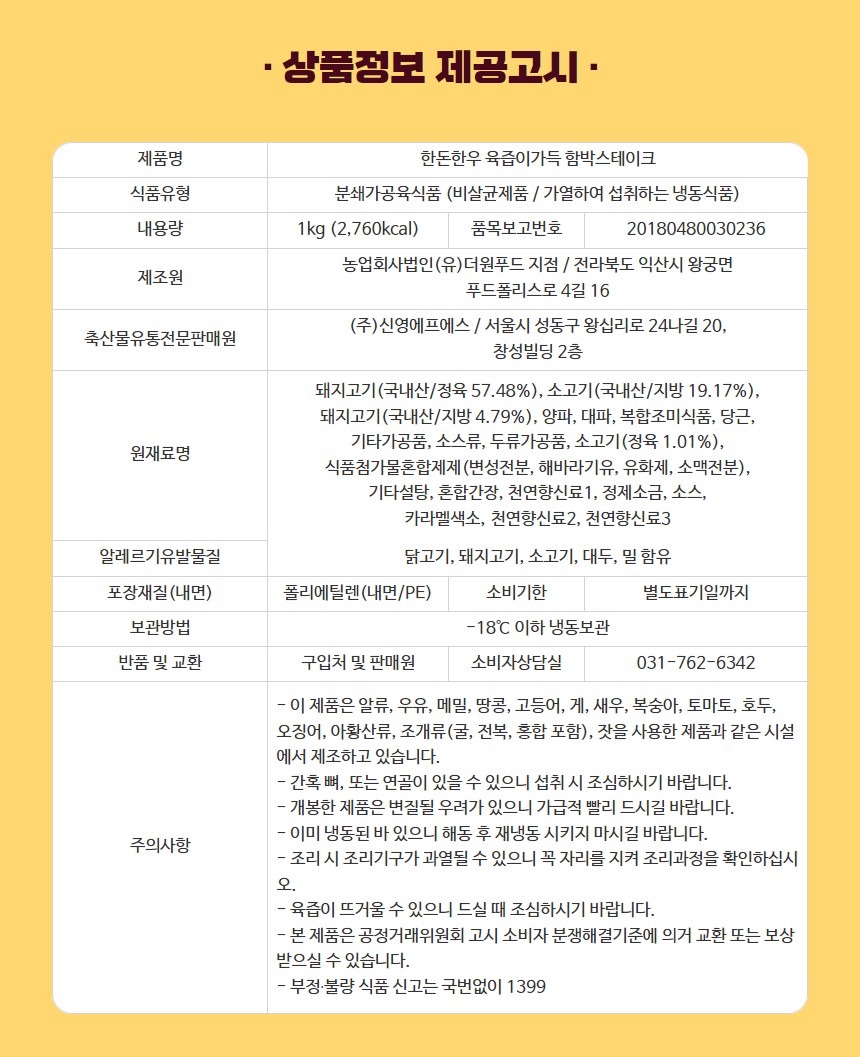 · 상품정보 제공고시 ·
제품명 한돈한우 육즙이가득 함박스테이크
식품유형 분쇄가공육식품 (비살균제품 / 가열하여 섭취하는 냉동식품)
내용량 1kg (2,760kcal) 품목보고번호 20180480030236
제조원 농업회사법인(유)더원푸드 지점 / 전라북도 익산시 왕궁면
푸드폴리스로 4길 16
축산물유통전문판매원 (주)신영에프에스 / 서울시 성동구 왕십리로 24나길 20,
창성빌딩 2층
원재료명 돼지고기(국내산/정육 57.48%), 소고기(국내산/지방 19.17%),
돼지고기(국내산/지방 4.79%), 양파, 대파, 복합조미식품, 당근,
기타가공품, 소스류, 두류가공품, 소고기(정육 1.01%),
식품첨가물혼합제제(변성전분, 해바라기유, 유화제, 소맥전분),
기타설탕, 혼합간장, 천연향신료1, 정제소금, 소스,
카라멜색소, 천연향신료2, 천연향신료3
알레르기유발물질 닭고기, 돼지고기, 소고기, 대두, 밀 함유
포장재질(내면) 폴리에틸렌(내면/PE) 소비기한 별도표기일까지
보관방법 -18℃ 이하 냉동보관
반품 및 교환 구입처 및 판매원 소비자상담실 031-762-6342
주의사항
- 이 제품은 알류, 우유, 메밀, 땅콩, 고등어, 게, 새우, 복숭아, 토마토, 호두,
오징어, 아황산류, 조개류(굴, 전복, 홍합 포함), 잣을 사용한 제품과 같은 시설
에서 제조하고 있습니다.
- 간혹 뼈, 또는 연골이 있을 수 있으니 섭취 시 조심하시기 바랍니다.
- 개봉한 제품은 변질될 우려가 있으니 가급적 빨리 드시길 바랍니다.
- 이미 냉동된 바 있으니 해동 후 재냉동 시키지 마시길 바랍니다.
- 조리 시 조리기구가 과열될 수 있으니 꼭 자리를 지켜 조리과정을 확인하십시
오.
- 육즙이 뜨거울 수 있으니 드실 때 조심하시기 바랍니다.
- 본 제품은 공정거래위원회 고시 소비자 분쟁해결기준에 의거 교환 또는 보상
받으실 수 있습니다.
- 부정·불량 식품 신고는 국번없이 1399